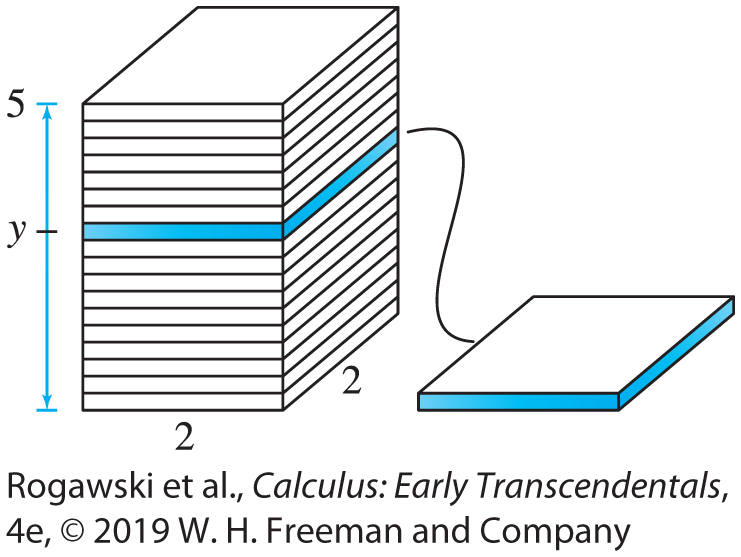 5
y
2
2
Rogawski et al., Calculus: Early Transcendentals,
4e, © 2019 W. H. Freeman and Company